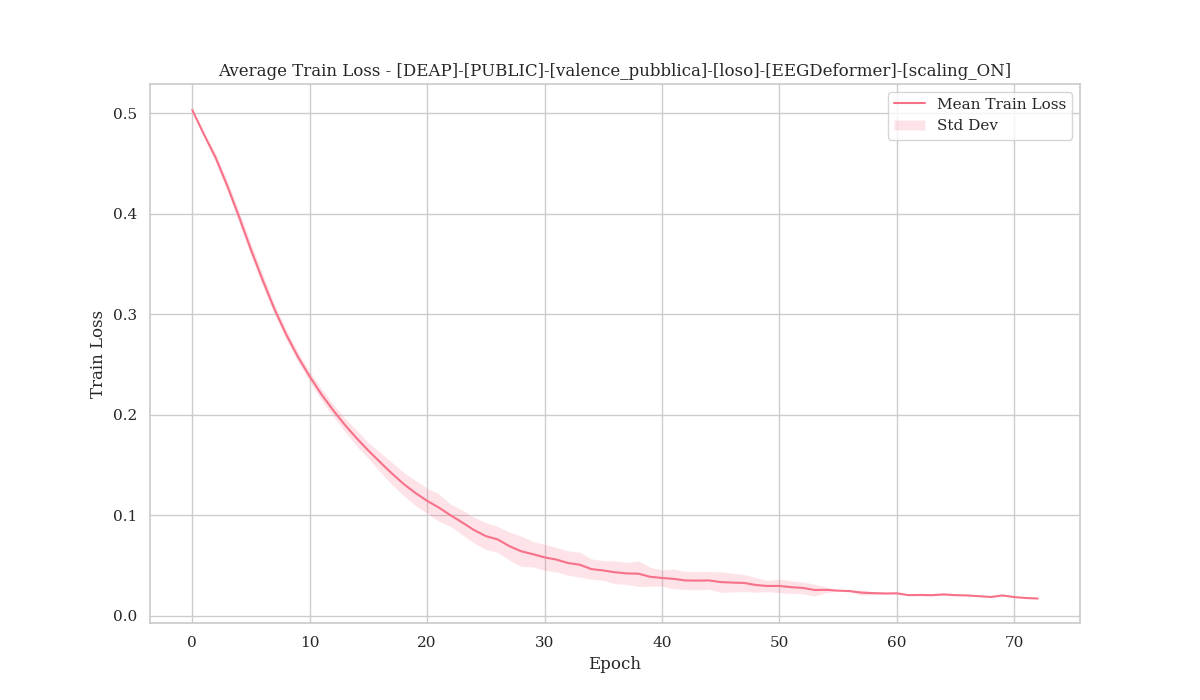 Average Train Loss - [DEAP]-[PUBLIC]-[valence_pubblica]-[loso]-[EEGDeformer]-[scaling_ON]
Mean Train Loss
Std Dev
0.5
0.4
0.3
0.2
0.1
0.0
Train Loss
0 10 20 30 40 50 60 70
Epoch